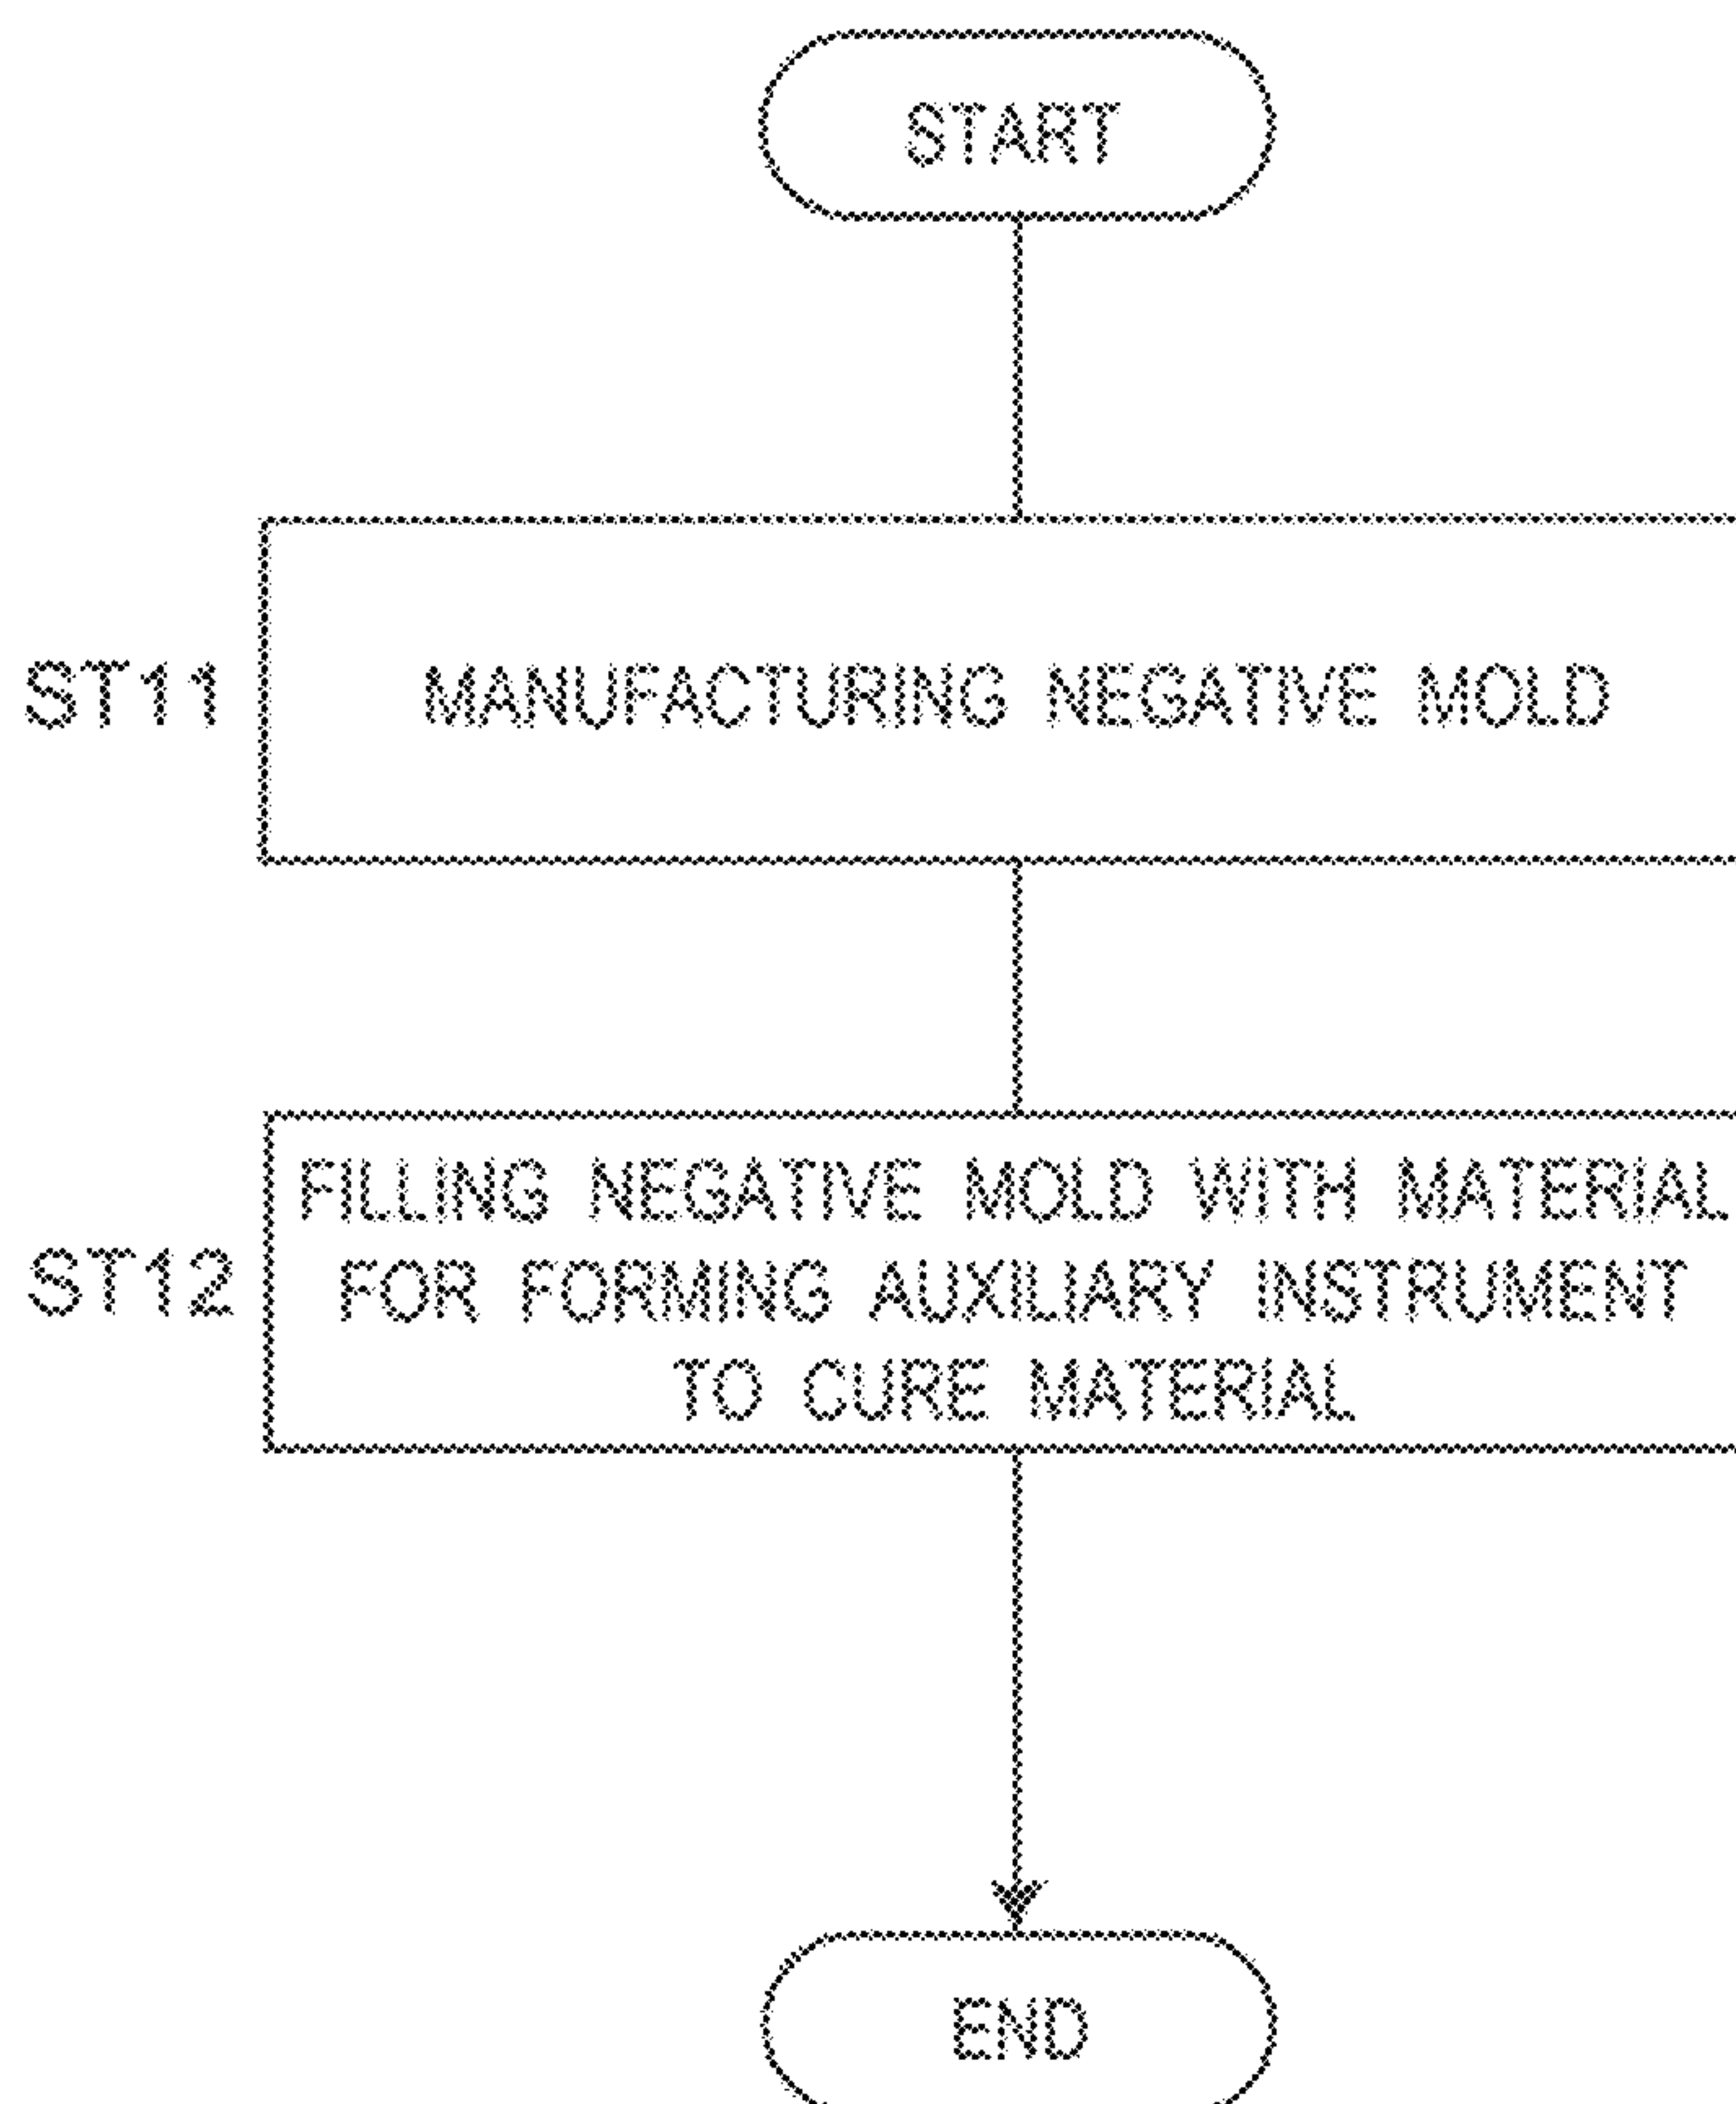 START
ST11
MANUFACTURING NEGATIVE MOLD
ST12
FILLING NEGATIVE MOLD WITH MATERIAL
FOR FORMING AUXILIARY INSTRUMENT
TO CURE MATERIAL
END